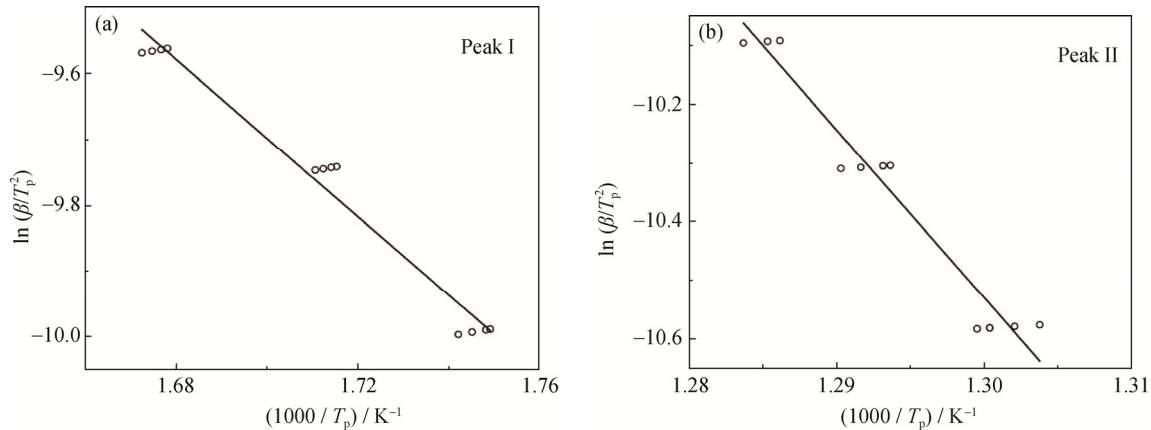 (a)
Peak I
−9.6
−9.8
−10.0
ln (β/T_p^2)
1.68
1.72
1.76
(1000 / T_p) / K^−1
(b)
Peak II
−10.2
−10.4
−10.6
ln (β/T_p^2)
1.28
1.29
1.30
1.31
(1000 / T_p) / K^−1